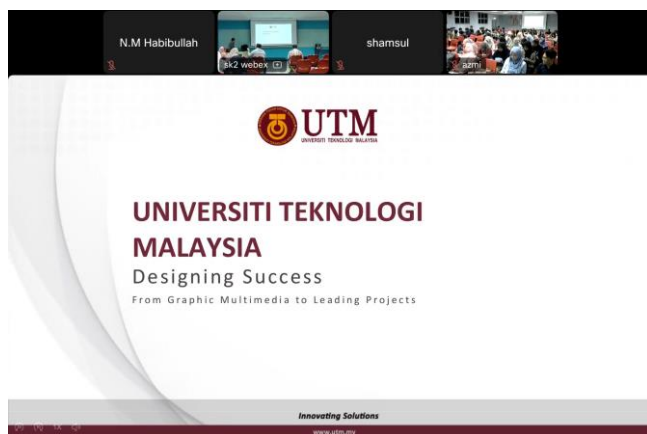 N.M Habibullah
sk2 webex
shamsul
azmi
UTM
UNIVERSITI TEKNOLOGI MALAYSIA
UNIVERSITI TEKNOLOGI
MALAYSIA
Designing Success
From Graphic Multimedia to Leading Projects
Innovating Solutions
www.utm.my